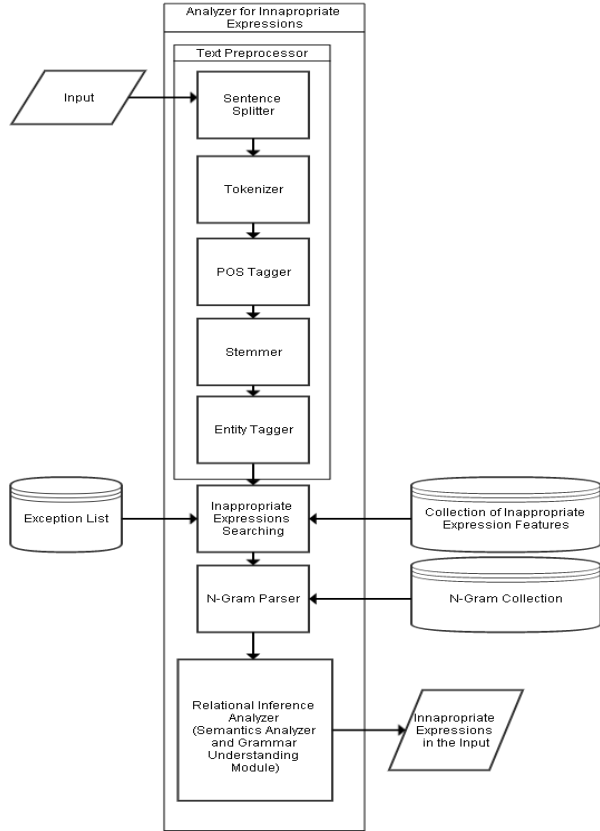 Analyzer for Innapropriate
Expressions
Text Preprocessor
Input
Sentence
Splitter
Tokenizer
POS Tagger
Stemmer
Entity Tagger
Exception List
Inappropriate
Expressions
Searching
Collection of Inappropriate
Expression Features
N-Gram Parser
N-Gram Collection
Relational Inference
Analyzer
(Semantics Analyzer
and Grammar
Understanding
Module)
Innapropriate
Expressions
in the Input